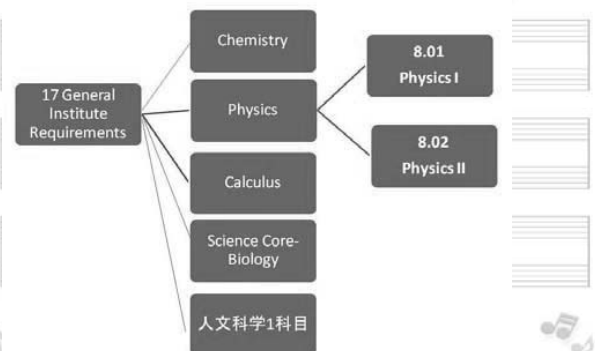 17 General
Institute
Requirements
Chemistry
Physics
8.01
Physics I
8.02
Physics II
Calculus
Science Core-
Biology
人文科学1科目